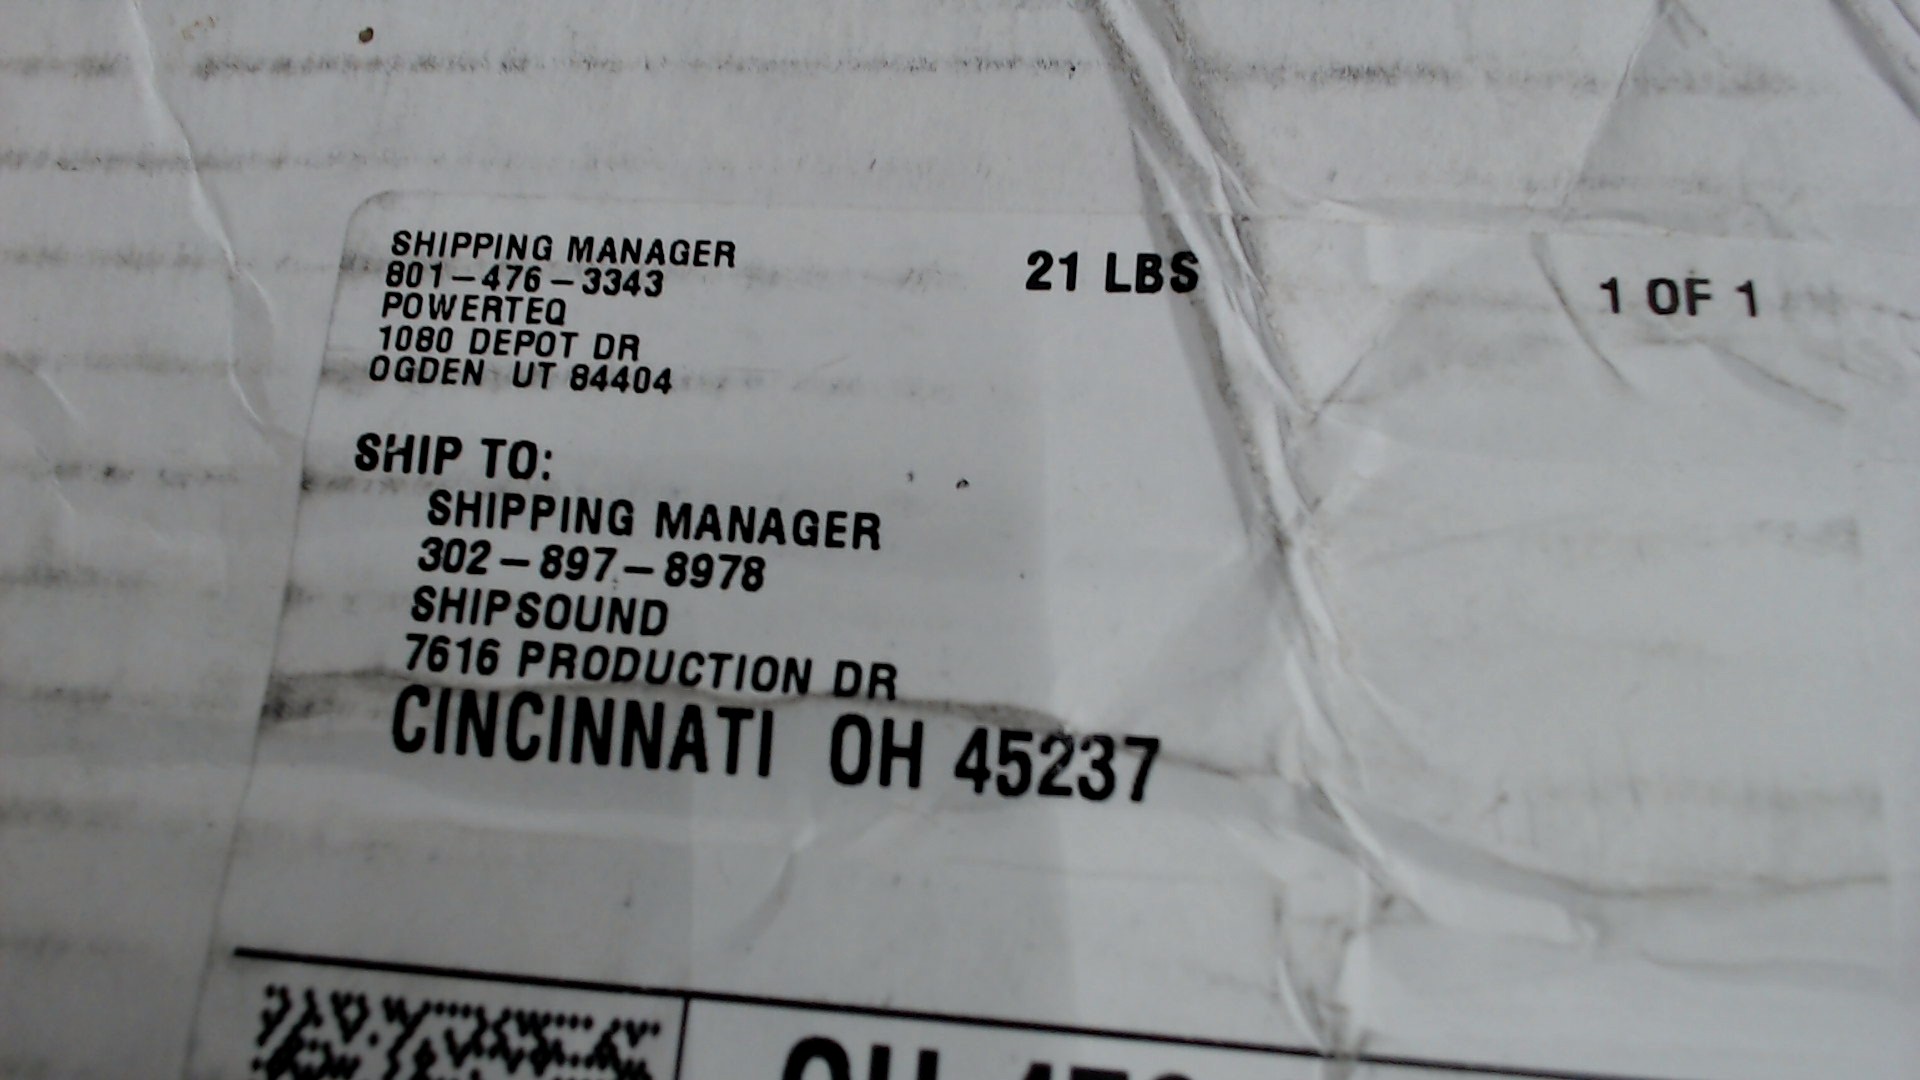 SHIPPING MANAGER
801-476-3343
POWERTEQ
1080 DEPOT DR
OGDEN UT 84404
21 LBS
1 OF 1
SHIP TO:
SHIPPING MANAGER
302-897-8978
SHIPSOUND
7616 PRODUCTION DR
CINCINNATI OH 45237
OH